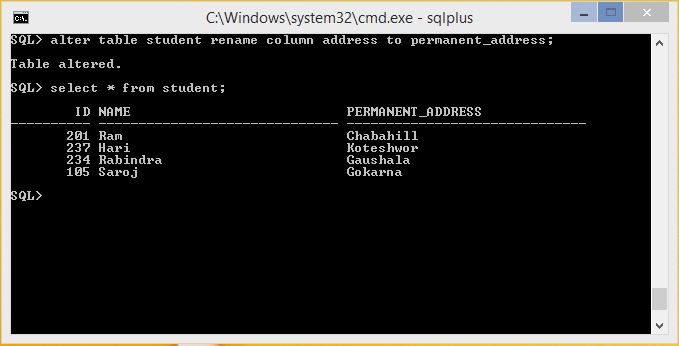 C:\Windows\system32\cmd.exe - sqlplus
SQL> alter table student rename column address to permanent_address;
Table altered.
SQL> select * from student;
ID NAME PERMANENT_ADDRESS
---------- ------------------------------ ------------------------------
201 Ram Chabahill
237 Hari Koteshwor
234 Rabindra Gaushala
105 Saroj Gokarna
SQL>